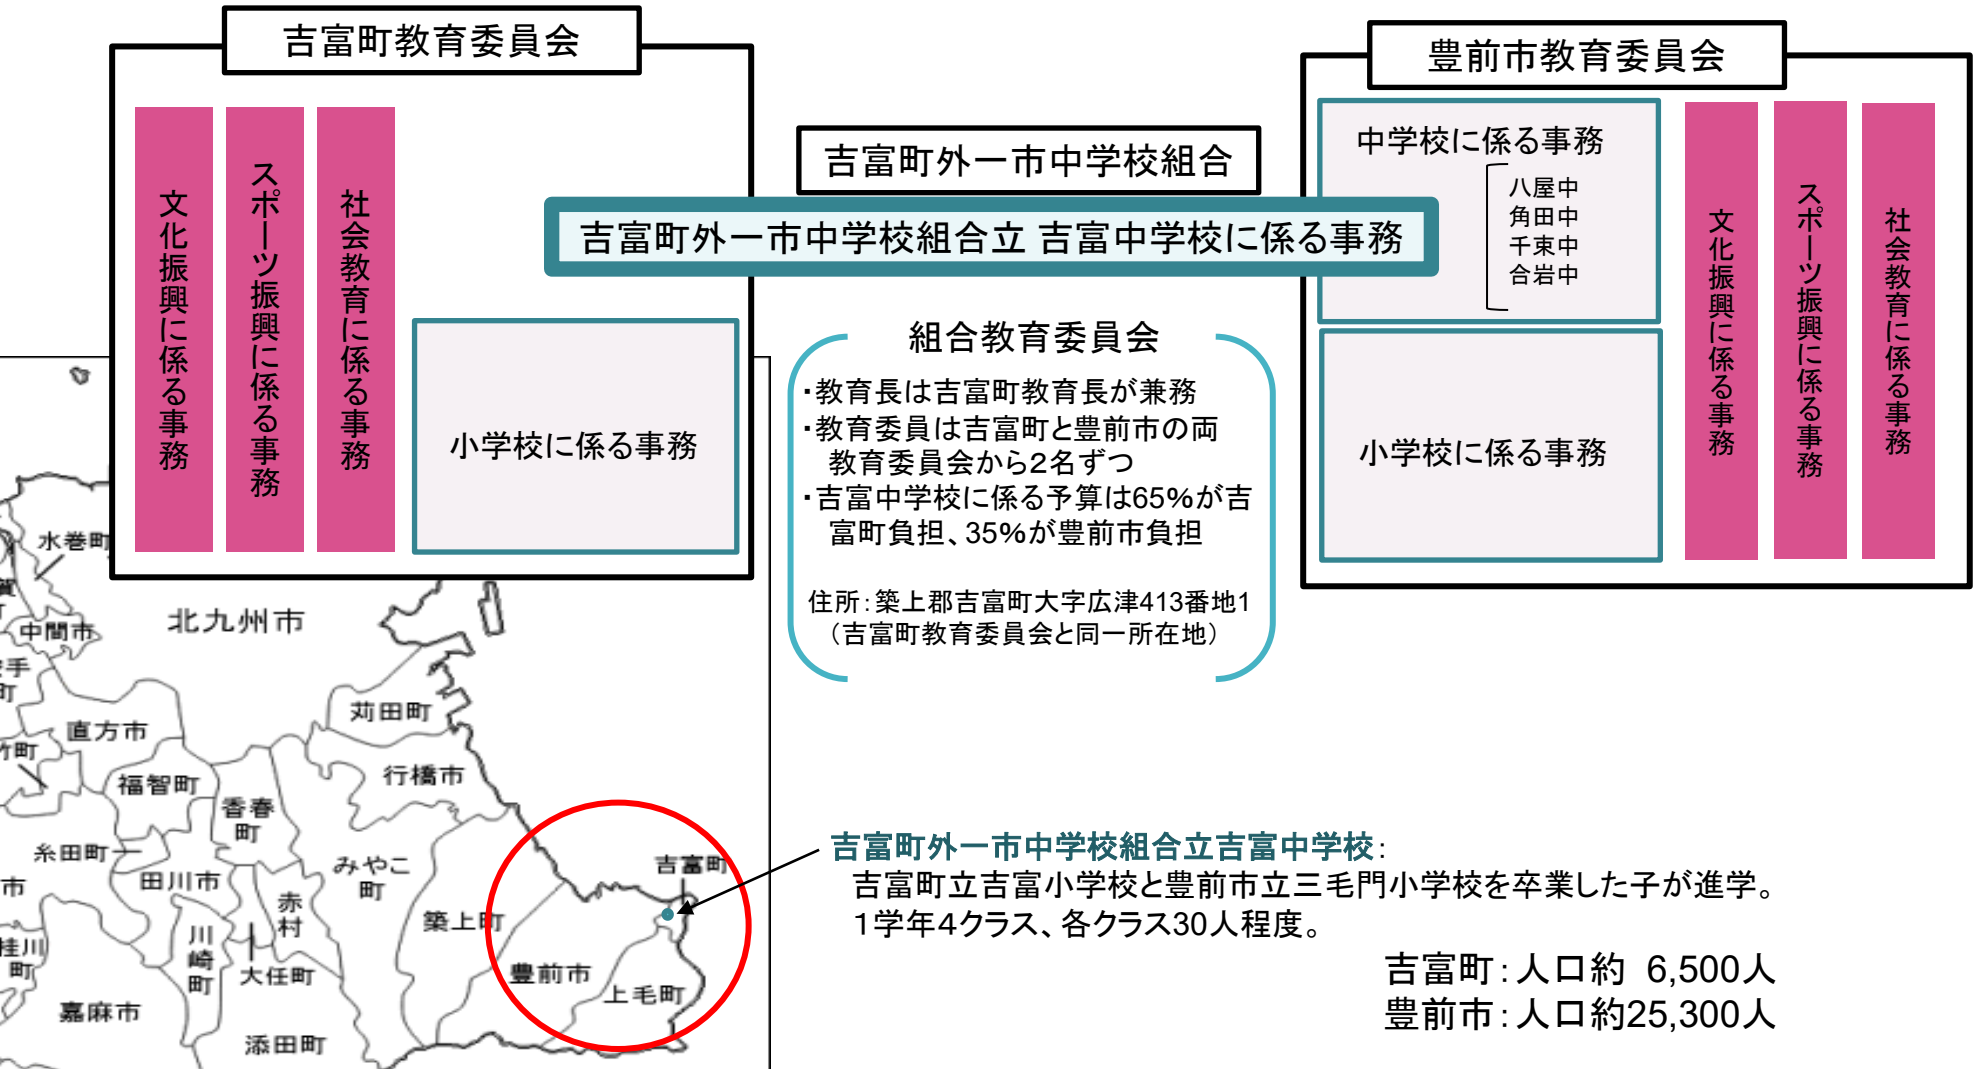 吉富町教育委員会
文化振興に係る事務
スポーツ振興に係る事務
社会教育に係る事務
小学校に係る事務
吉富町外一市中学校組合
吉富町外一市中学校組合立 吉富中学校に係る事務
組合教育委員会
・教育長は吉富町教育長が兼務
・教育委員は吉富町と豊前市の両
教育委員会から2名ずつ
・吉富中学校に係る予算は65%が吉
富町負担、35%が豊前市負担
住所:築上郡吉富町大字広津413番地1
(吉富町教育委員会と同一所在地)
豊前市教育委員会
中学校に係る事務
八屋中
角田中
千束中
合岩中
小学校に係る事務
文化振興に係る事務
スポーツ振興に係る事務
社会教育に係る事務
水巻町
中間市
北九州市
苅田町
直方市
行橋市
福智町
香春
町
糸田町
田川市
みやこ
町
赤
村
川
崎
町
大任町
築上町
吉富町
豊前市
上毛町
桂川
町
嘉麻市
添田町
吉富町外一市中学校組合立吉富中学校:
吉富町立吉富小学校と豊前市立三毛門小学校を卒業した子が進学。
1学年4クラス、各クラス30人程度。
吉富町:人口約 6,500人
豊前市:人口約25,300人